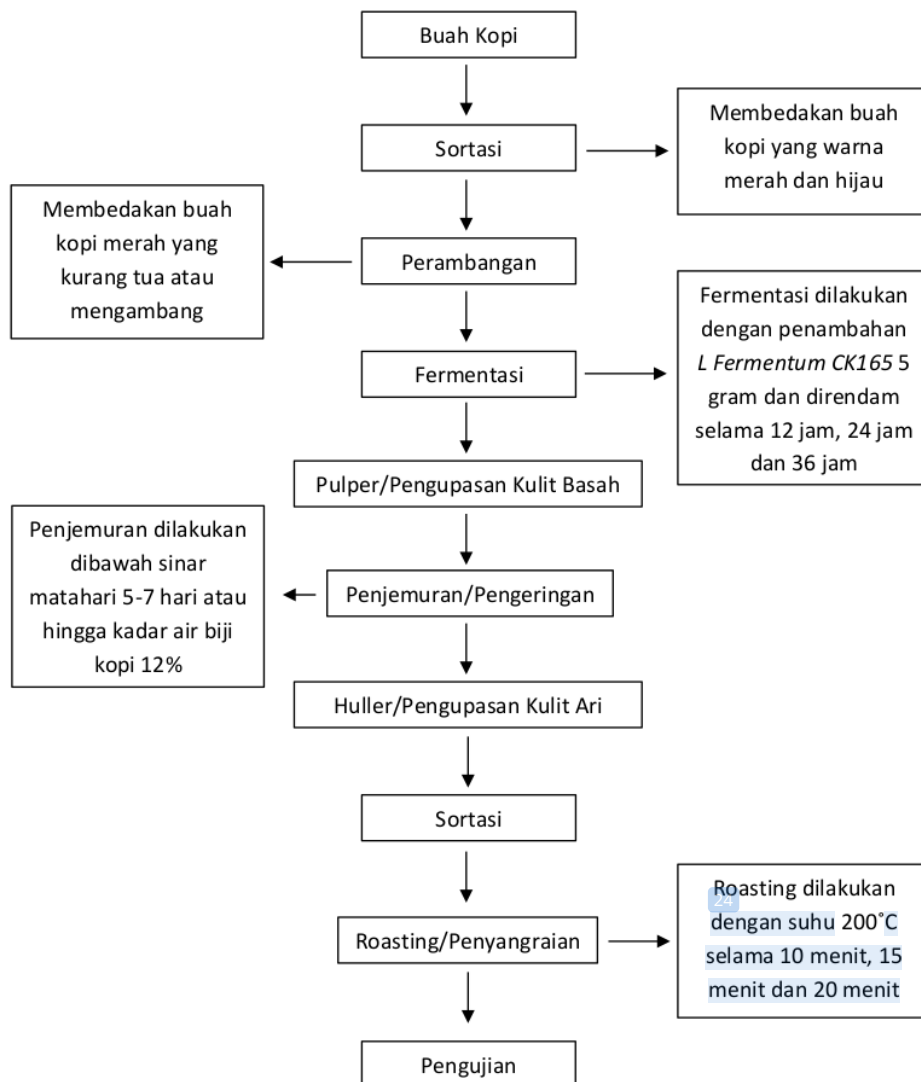 Buah Kopi
Sortasi
Membedakan buah
kopi yang warna
merah dan hijau
Membedakan buah
kopi merah yang
kurang tua atau
mengambang
Perambangan
Fermentasi
Fermentasi dilakukan
dengan penambahan
L Fermentum CK165 5
gram dan direndam
selama 12 jam, 24 jam
dan 36 jam
Pulper/Pengupasan Kulit Basah
Penjemuran dilakukan
dibawah sinar
matahari 5-7 hari atau
hingga kadar air biji
kopi 12%
Penjemuran/Pengeringan
Huller/Pengupasan Kulit Ari
Sortasi
Roasting/Penyangraian
Roasting dilakukan
24
dengan suhu 200˚C
selama 10 menit, 15
menit dan 20 menit
Pengujian